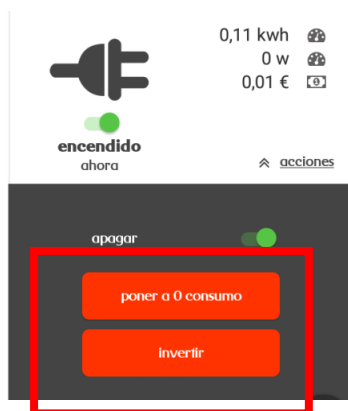 0,11 kwh
0 w
0,01 €
encendido
ahora
acciones
apagar
poner a 0 consumo
invertir